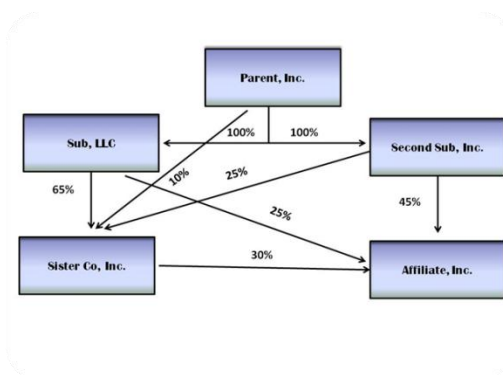 Parent, Inc.
Sub, LLC
100%
100%
Second Sub, Inc.
65%
10%
25%
25%
45%
Sister Co, Inc.
30%
Affiliate, Inc.